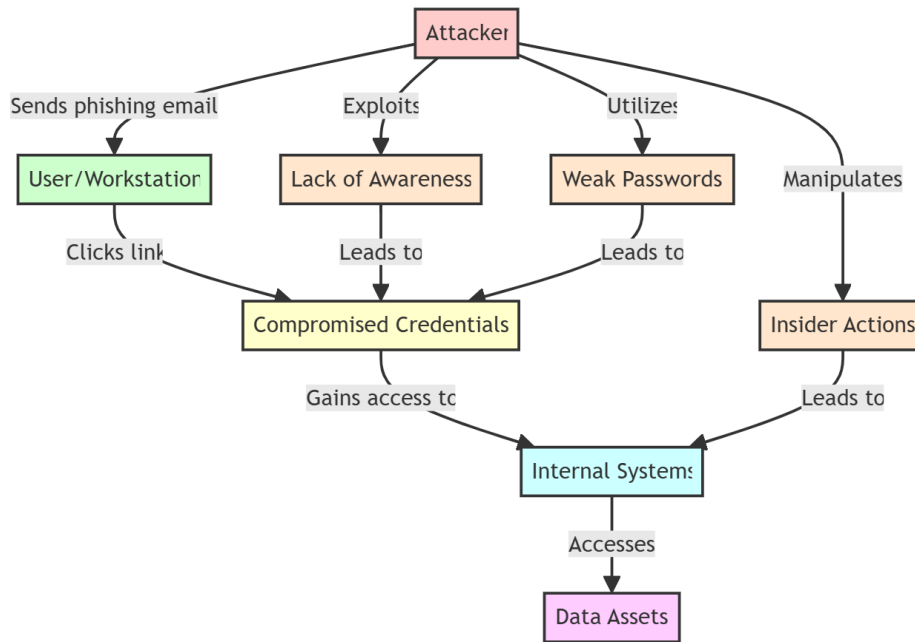 Attacker
Sends phishing email
Exploits
Utilizes
User/Workstation
Lack of Awareness
Weak Passwords
Manipulates
Clicks link
Leads to
Leads to
Compromised Credentials
Insider Actions
Gains access to
Leads to
Internal Systems
Accesses
Data Assets